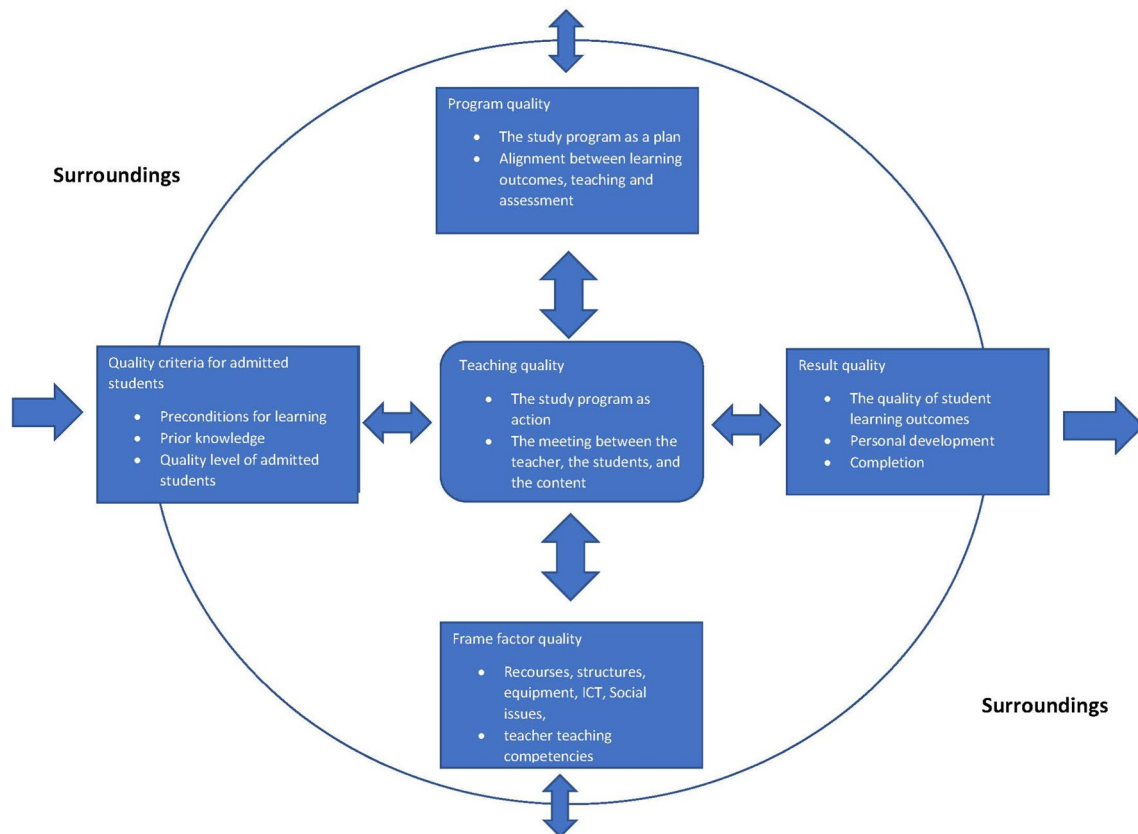 Program quality
• The study program as a plan
• Alignment between learning
outcomes, teaching and
assessment
Surroundings
Quality criteria for admitted
students
• Preconditions for learning
• Prior knowledge
• Quality level of admitted
students
Teaching quality
• The study program as
action
• The meeting between the
teacher, the students, and
the content
Result quality
• The quality of student
learning outcomes
• Personal development
• Completion
Frame factor quality
• Recourses, structures,
equipment, ICT, Social
issues,
• teacher teaching
competencies
Surroundings